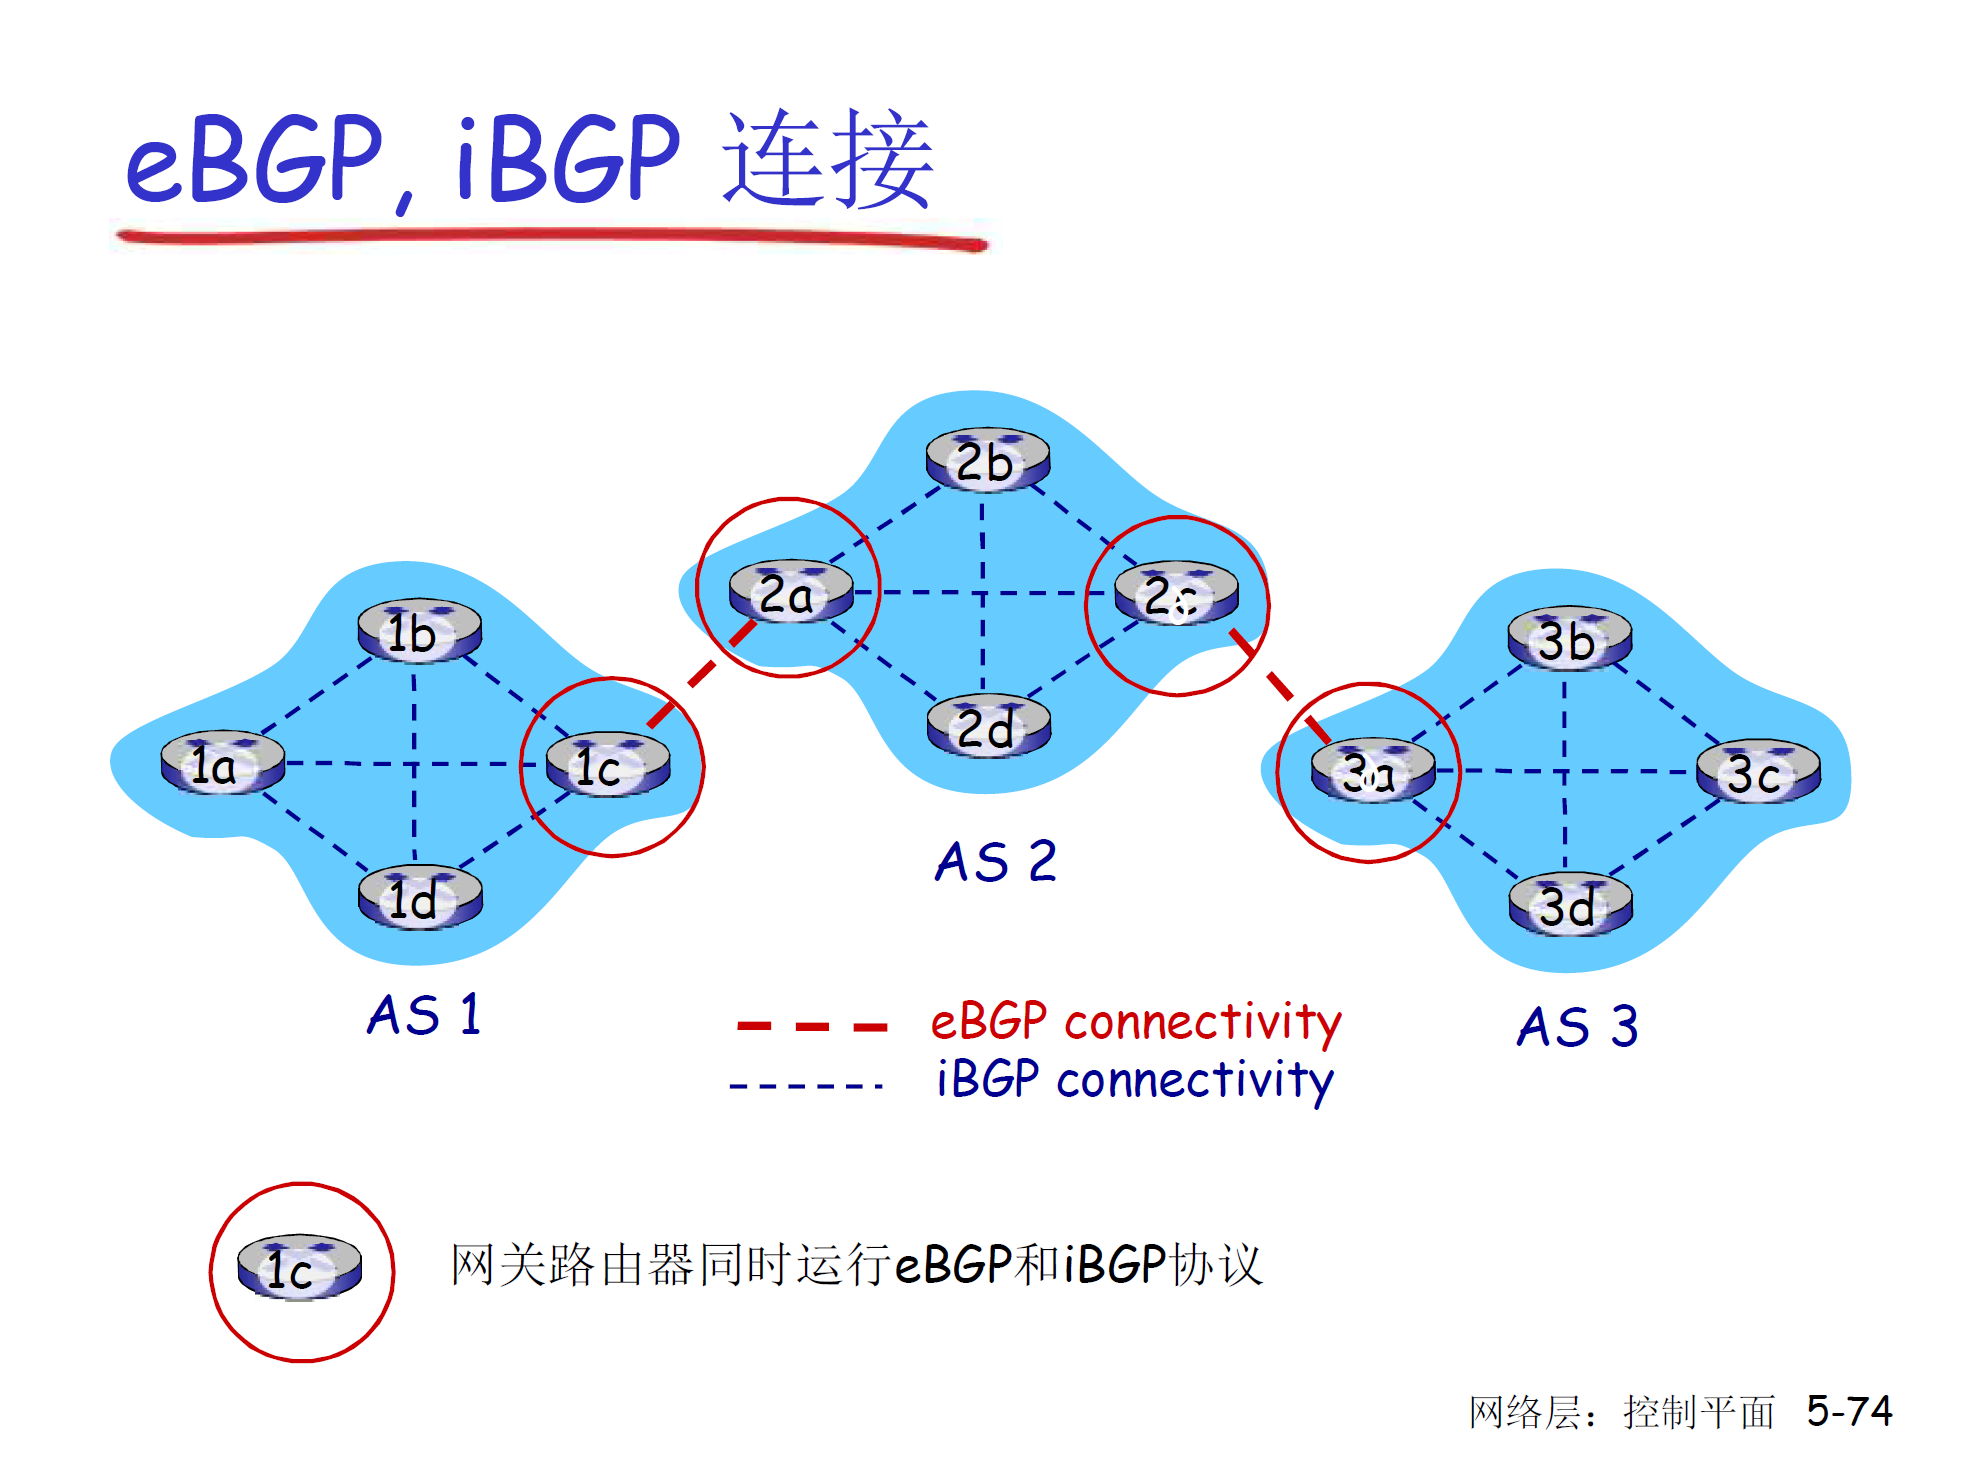 eBGP, iBGP 连接
2b
2a
2c
1b
3b
2d
1a
1c
3a
3c
AS 2
1d
3d
AS 1
eBGP connectivity
AS 3
iBGP connectivity
1c
网关路由器同时运行eBGP和iBGP协议
网络层：控制平面 5-74